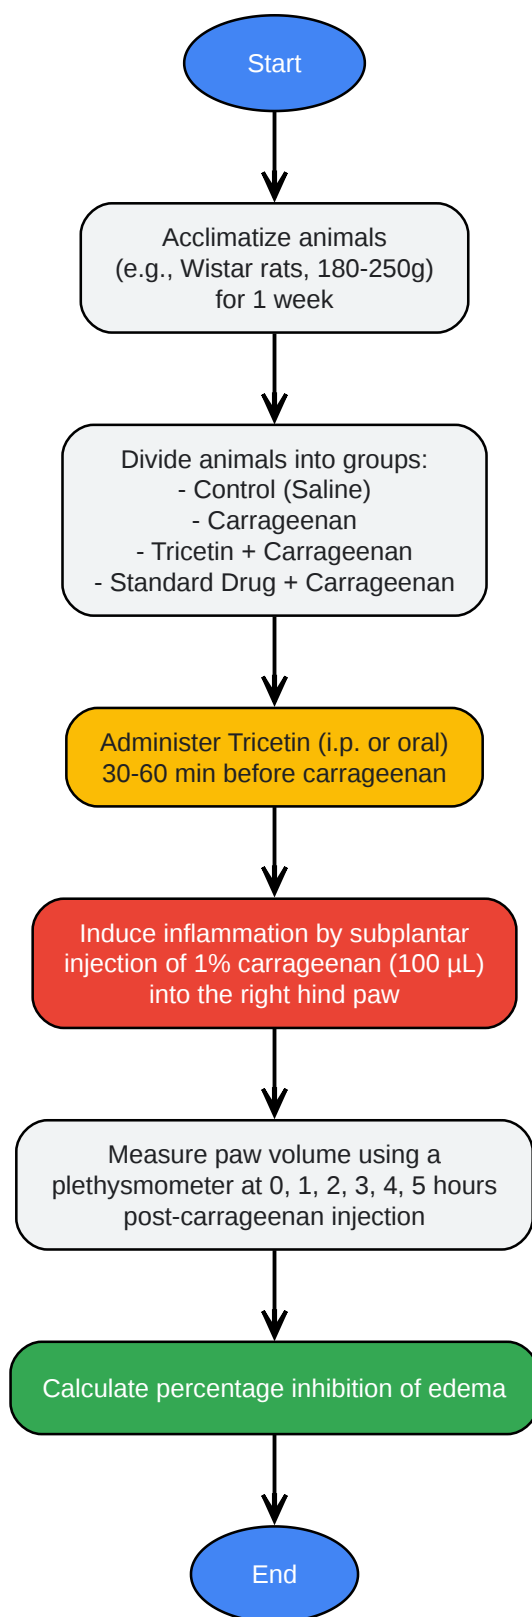 Start
Acclimatize animals
(e.g., Wistar rats, 180-250g)
for 1 week
Divide animals into groups:
- Control (Saline)
- Carrageenan
- Tricetin + Carrageenan
- Standard Drug + Carrageenan
Administer Tricetin (i.p. or oral)
30-60 min before carrageenan
Induce inflammation by subplantar
injection of 1% carrageenan (100 µL)
into the right hind paw
Measure paw volume using a
plethysmometer at 0, 1, 2, 3, 4, 5 hours
post-carrageenan injection
Calculate percentage inhibition of edema
End